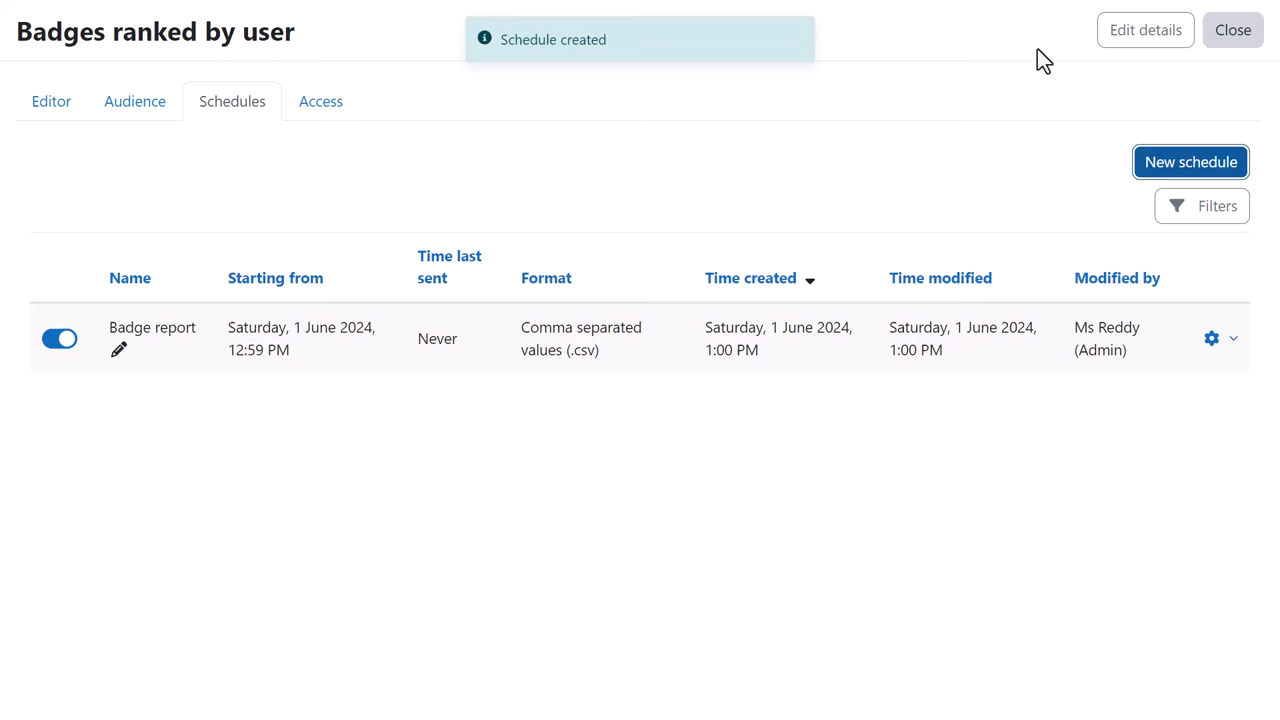 Badges ranked by user
Schedule created
Edit details
Close
Editor
Audience
Schedules
Access
New schedule
Filters
Name
Starting from
Time last
sent
Format
Time created
Time modified
Modified by
Badge report
Saturday, 1 June 2024,
12:59 PM
Never
Comma separated
values (.csv)
Saturday, 1 June 2024,
1:00 PM
Saturday, 1 June 2024,
1:00 PM
Ms Reddy
(Admin)